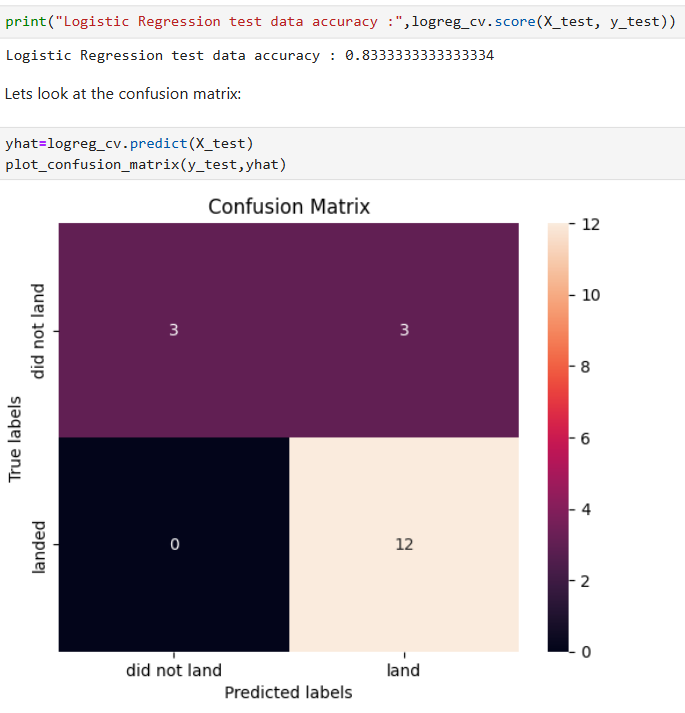 print("Logistic Regression test data accuracy :",logreg_cv.score(X_test, y_test))
Logistic Regression test data accuracy : 0.8333333333333334
Lets look at the confusion matrix:
yhat=logreg_cv.predict(X_test)
plot_confusion_matrix(y_test,yhat)
Confusion Matrix
12
10
8
6
4
2
0
True labels
did not land
landed
3
3
0
12
did not land
land
Predicted labels